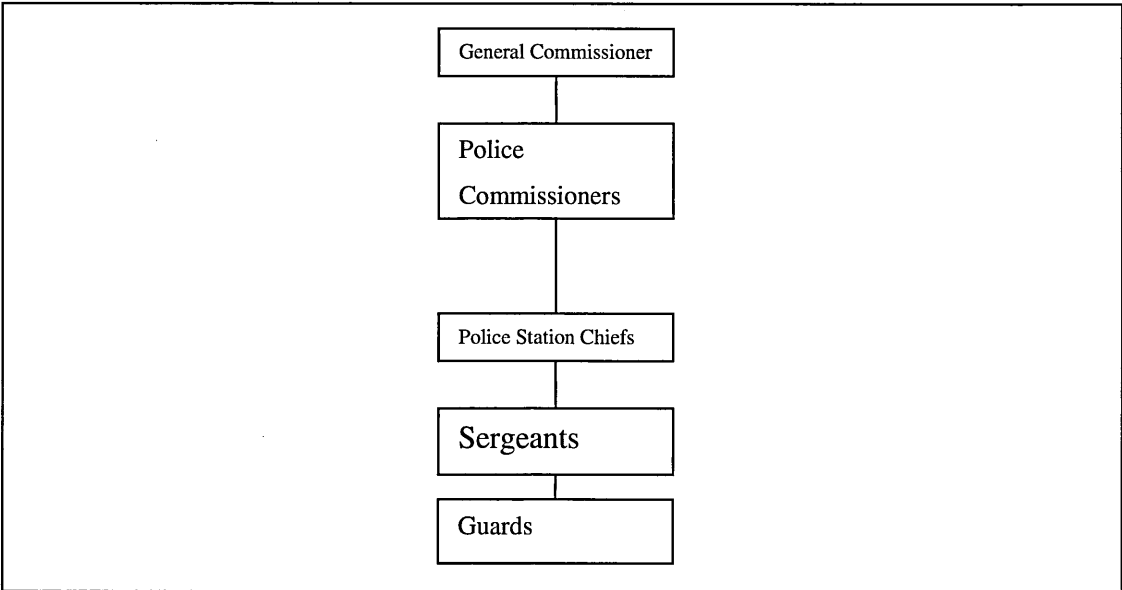 General Commissioner
Police
Commissioners
Police Station Chiefs
Sergeants
Guards